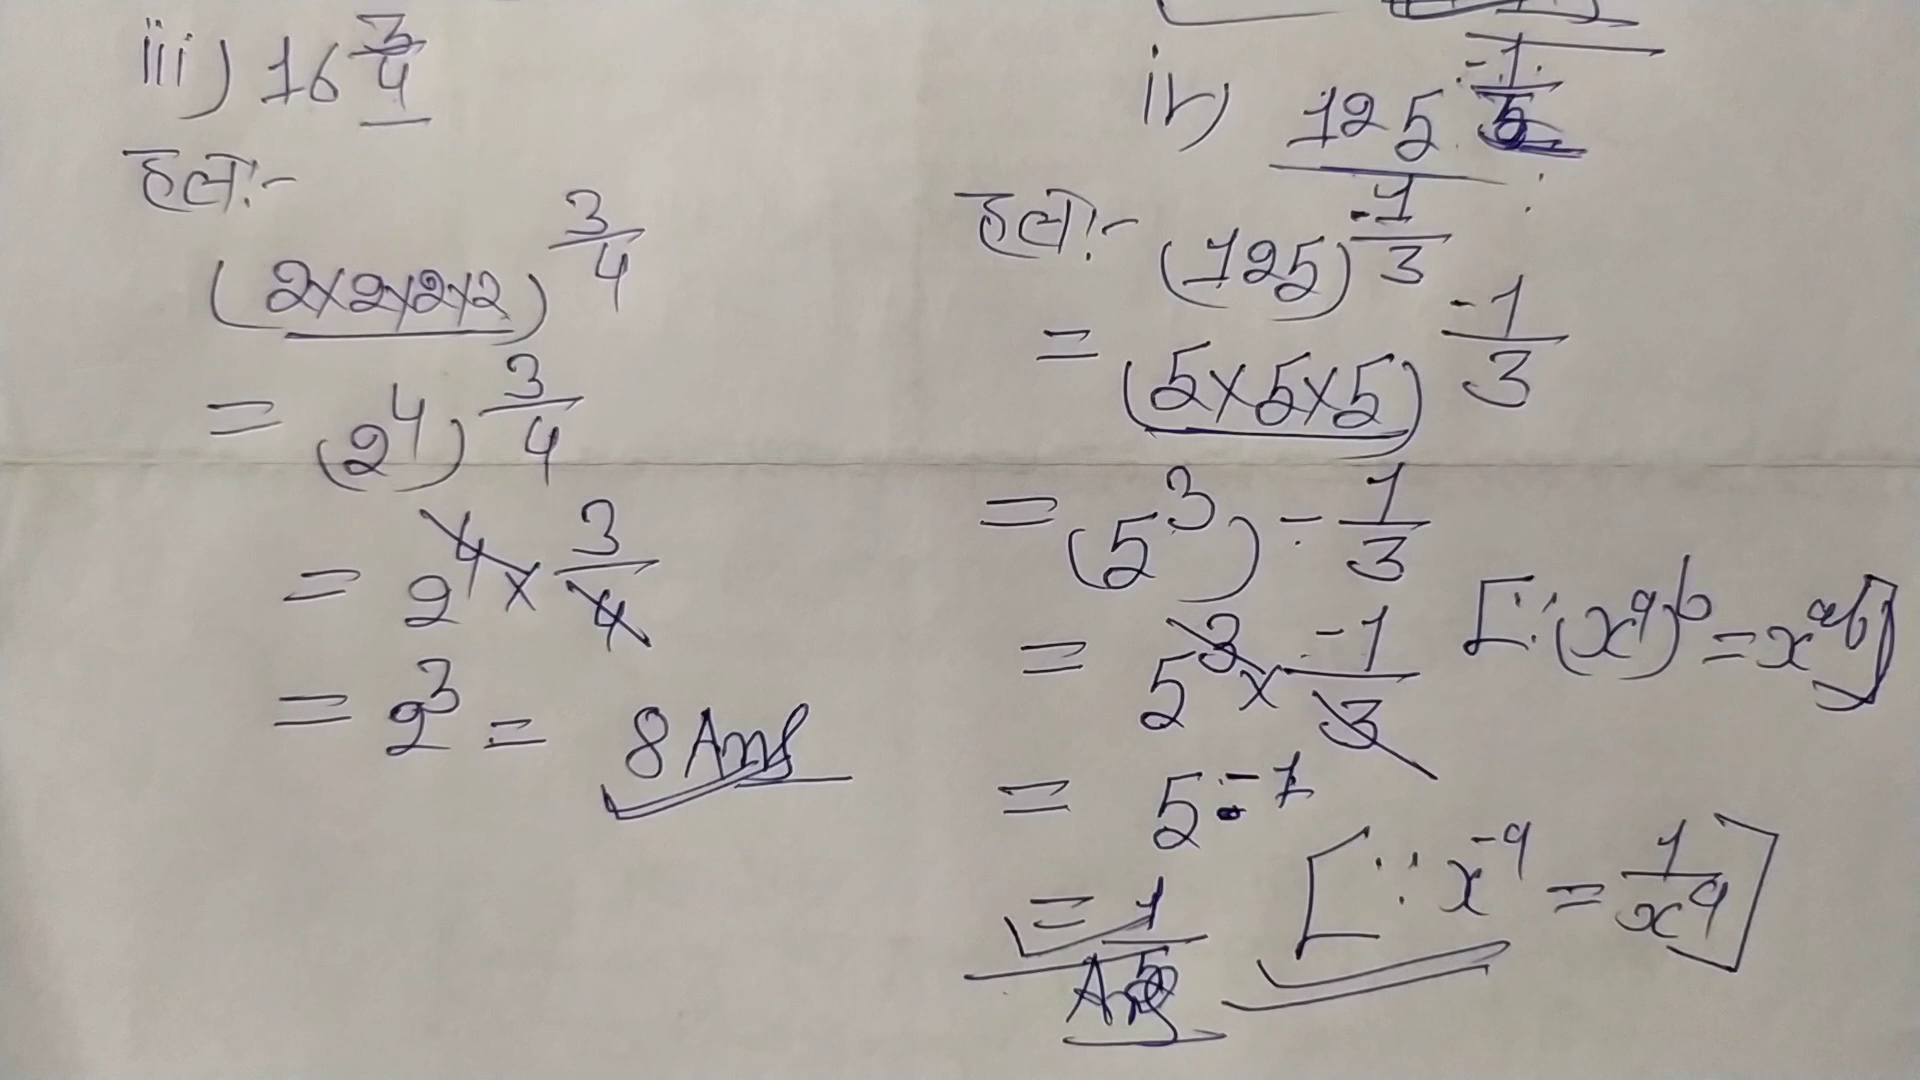 iii) 16^(3/4)
हल:-
(2×2×2×2)^(3/4)
= (2^4)^(3/4)
= 2^(4×3/4)
= 2^3 = 8 Ans
iv) 125^(-1/5)
हल:- (125)^(-1/3)
= (5×5×5)^(-1/3)
= (5^3)^(-1/3)
= 5^(3×-1/3) [∵ (x^a)^b = x^(ab)]
= 5^(-1)
= 1/5 [∵ x^(-a) = 1/x^a]
Ans